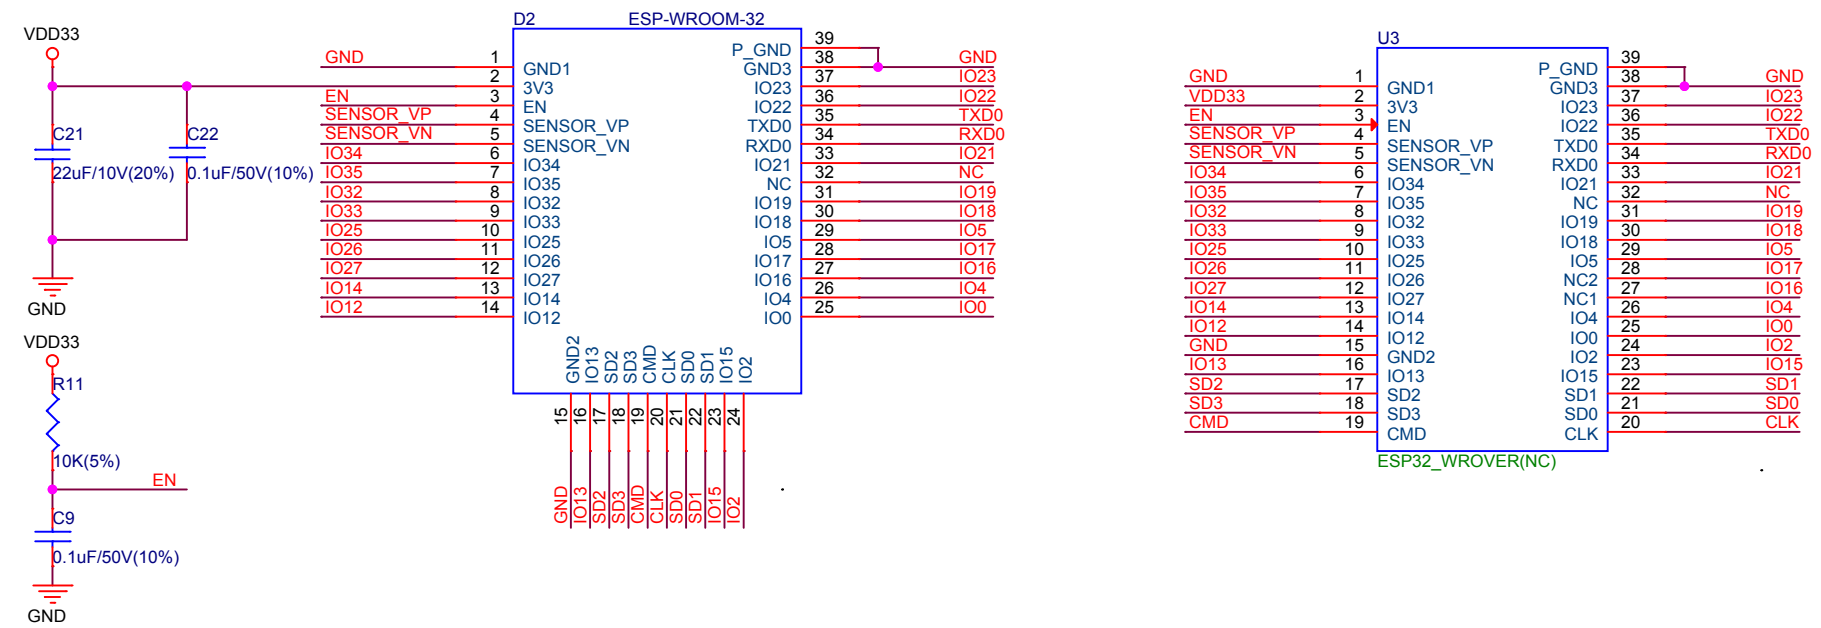 VDD33
C21
22uF/10V(20%)
C22
0.1uF/50V(10%)
GND
VDD33
R11
10K(5%)
EN
C9
0.1uF/50V(10%)
GND
D2 ESP-WROOM-32
GND 1 GND1
2 3V3
EN 3 EN
SENSOR_VP 4 SENSOR_VP
SENSOR_VN 5 SENSOR_VN
IO34 6 IO34
IO35 7 IO35
IO32 8 IO32
IO33 9 IO33
IO25 10 IO25
IO26 11 IO26
IO27 12 IO27
IO14 13 IO14
IO12 14 IO12
P_GND 39
GND3 38 GND
IO23 37 IO23
IO22 36 IO22
TXD0 35 TXD0
RXD0 34 RXD0
IO21 33 IO21
NC 32 NC
IO19 31 IO19
IO18 30 IO18
IO5 29 IO5
IO17 28 IO17
IO16 27 IO16
IO4 26 IO4
IO0 25 IO0
GND2 15 GND
IO13 16 IO13
SD2 17 SD2
SD3 18 SD3
CMD 19 CMD
CLK 20 CLK
SD0 21 SD0
SD1 22 SD1
IO15 23 IO15
IO2 24 IO2
U3
GND 1 GND1
VDD33 2 3V3
EN 3 EN
SENSOR_VP 4 SENSOR_VP
SENSOR_VN 5 SENSOR_VN
IO34 6 IO34
IO35 7 IO35
IO32 8 IO32
IO33 9 IO33
IO25 10 IO25
IO26 11 IO26
IO27 12 IO27
IO14 13 IO14
IO12 14 IO12
GND 15 GND2
IO13 16 IO13
SD2 17 SD2
SD3 18 SD3
CMD 19 CMD
P_GND 39
GND3 38 GND
IO23 37 IO23
IO22 36 IO22
TXD0 35 TXD0
RXD0 34 RXD0
IO21 33 IO21
NC 32 NC
IO19 31 IO19
IO18 30 IO18
IO5 29 IO5
NC2 28 IO17
NC1 27 IO16
IO4 26 IO4
IO0 25 IO0
IO2 24 IO2
IO15 23 IO15
SD1 22 SD1
SD0 21 SD0
CLK 20 CLK
ESP32_WROVER(NC)